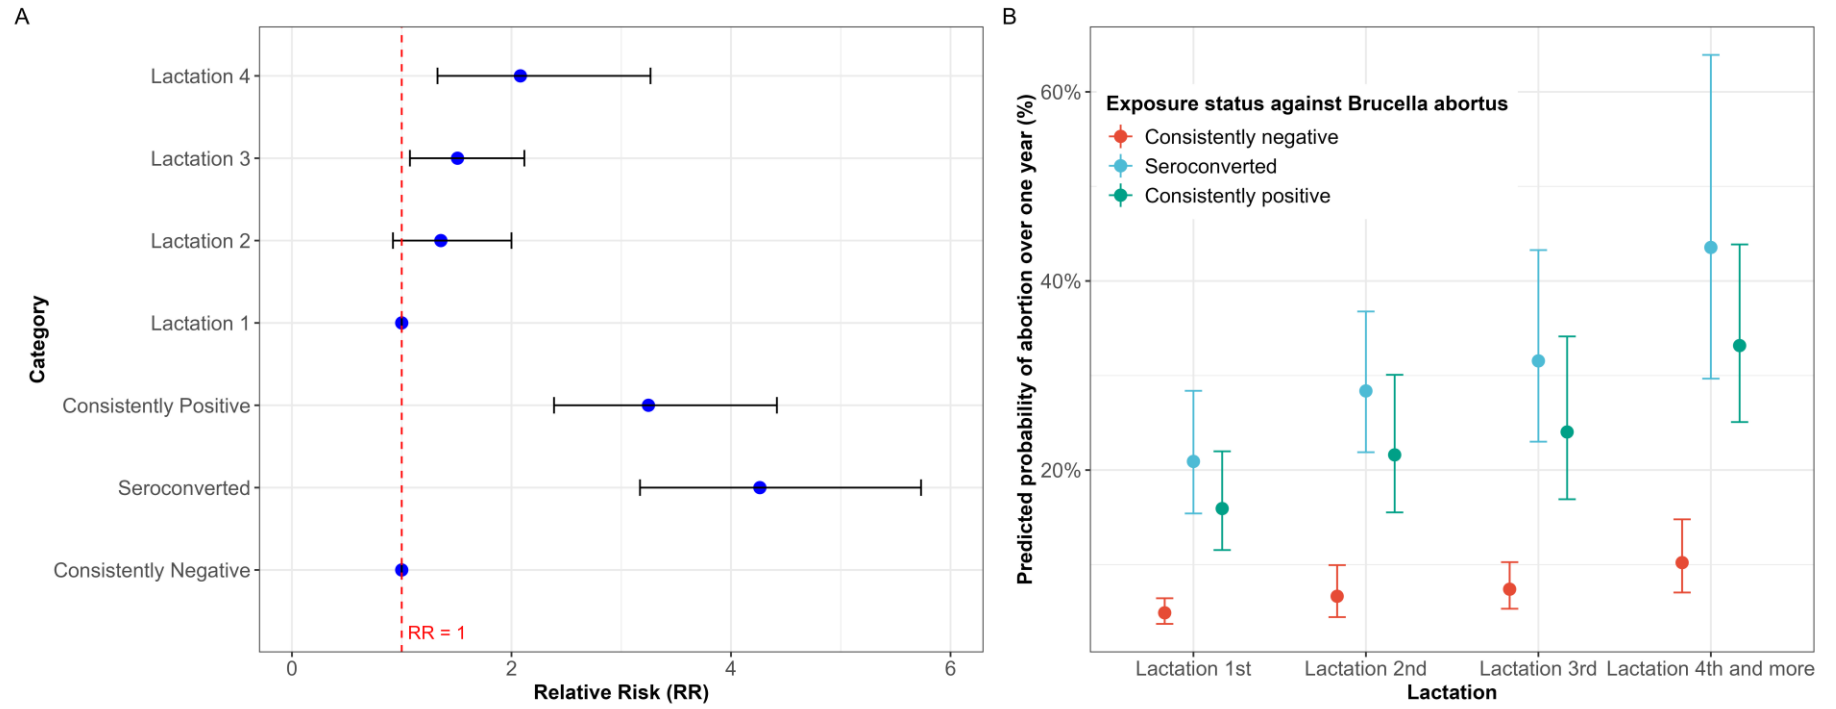 A
Lactation 4
Lactation 3
Lactation 2
Lactation 1
Consistently Positive
Seroconverted
Consistently Negative
Category
RR = 1
0 2 4 6
Relative Risk (RR)
B
Predicted probability of abortion over one year (%)
60%
40%
20%
Exposure status against Brucella abortus
Consistently negative
Seroconverted
Consistently positive
Lactation 1st Lactation 2nd Lactation 3rd Lactation 4th and more
Lactation